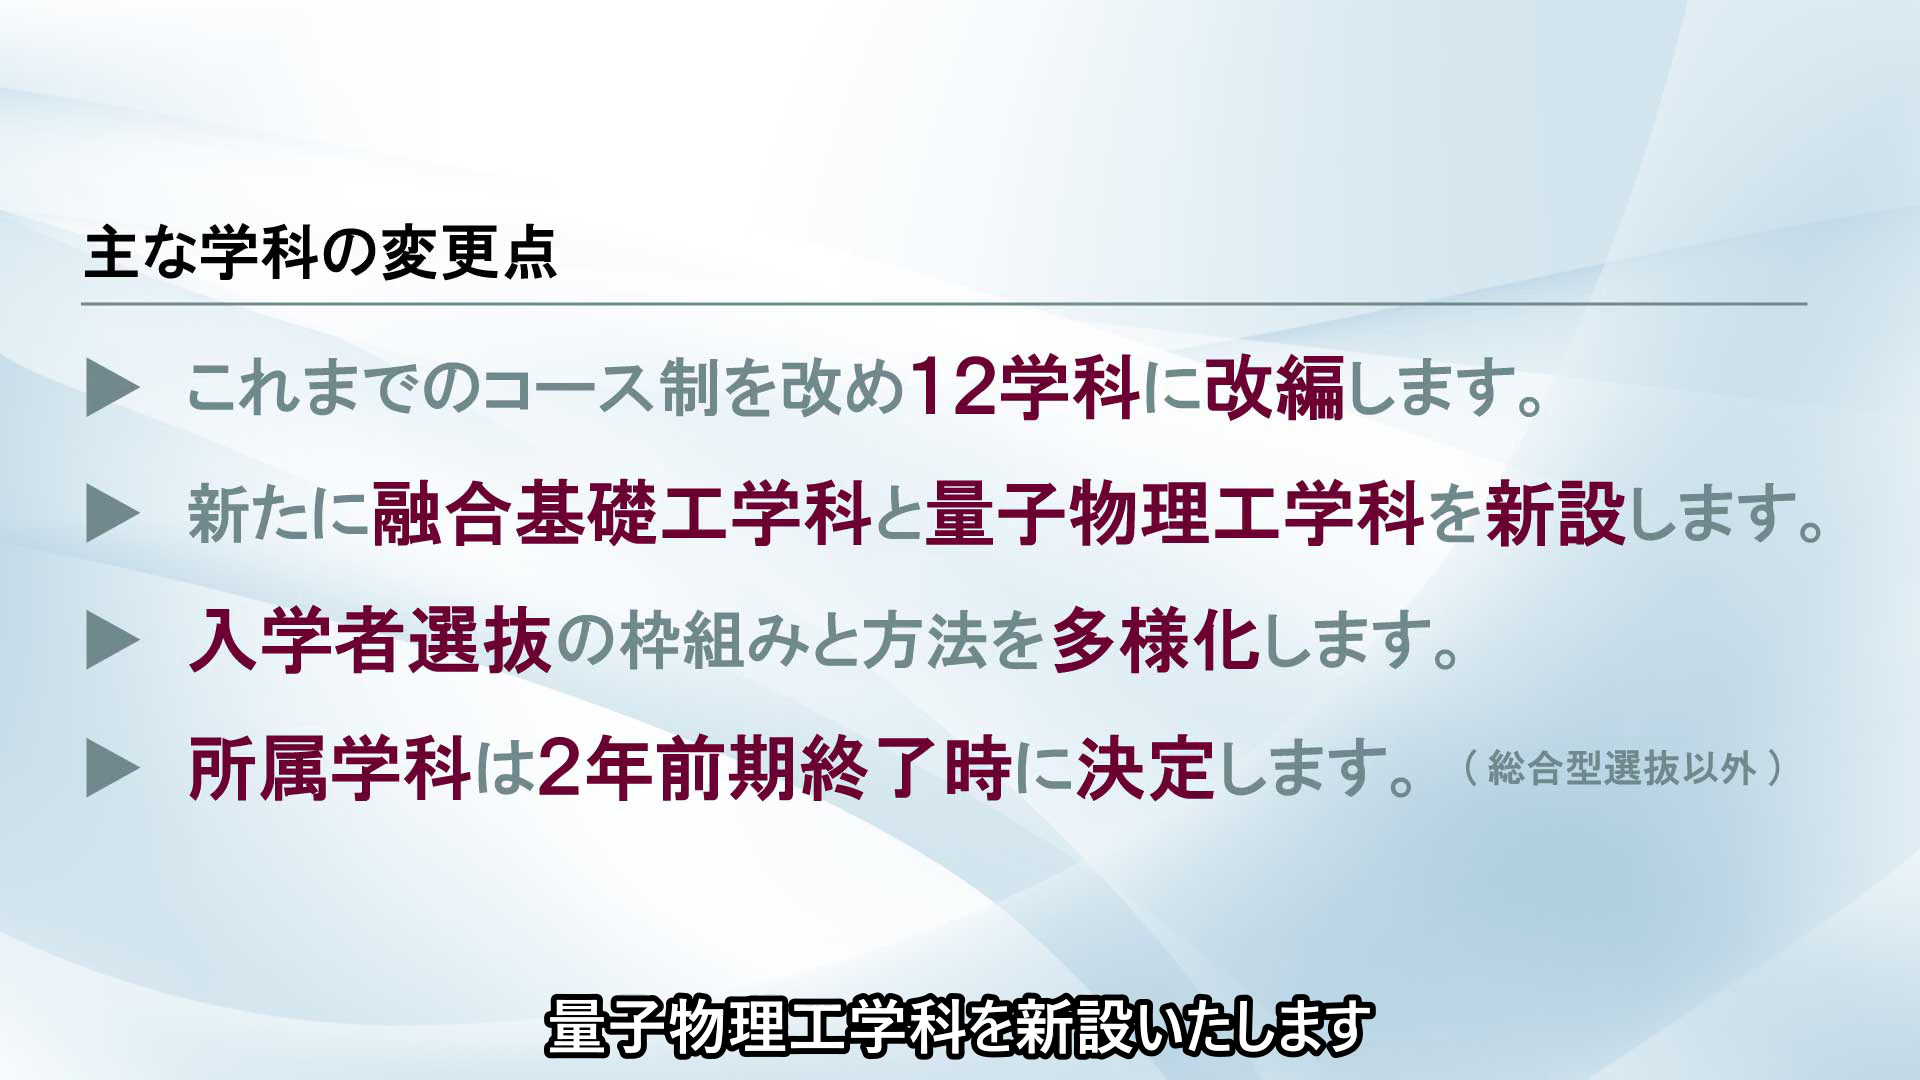 主な学科の変更点
▶ これまでのコース制を改め12学科に改編します。
▶ 新たに融合基礎工学科と量子物理工学科を新設します。
▶ 入学者選抜の枠組みと方法を多様化します。
▶ 所属学科は2年前期終了時に決定します。（総合型選抜以外）
量子物理工学科を新設いたします